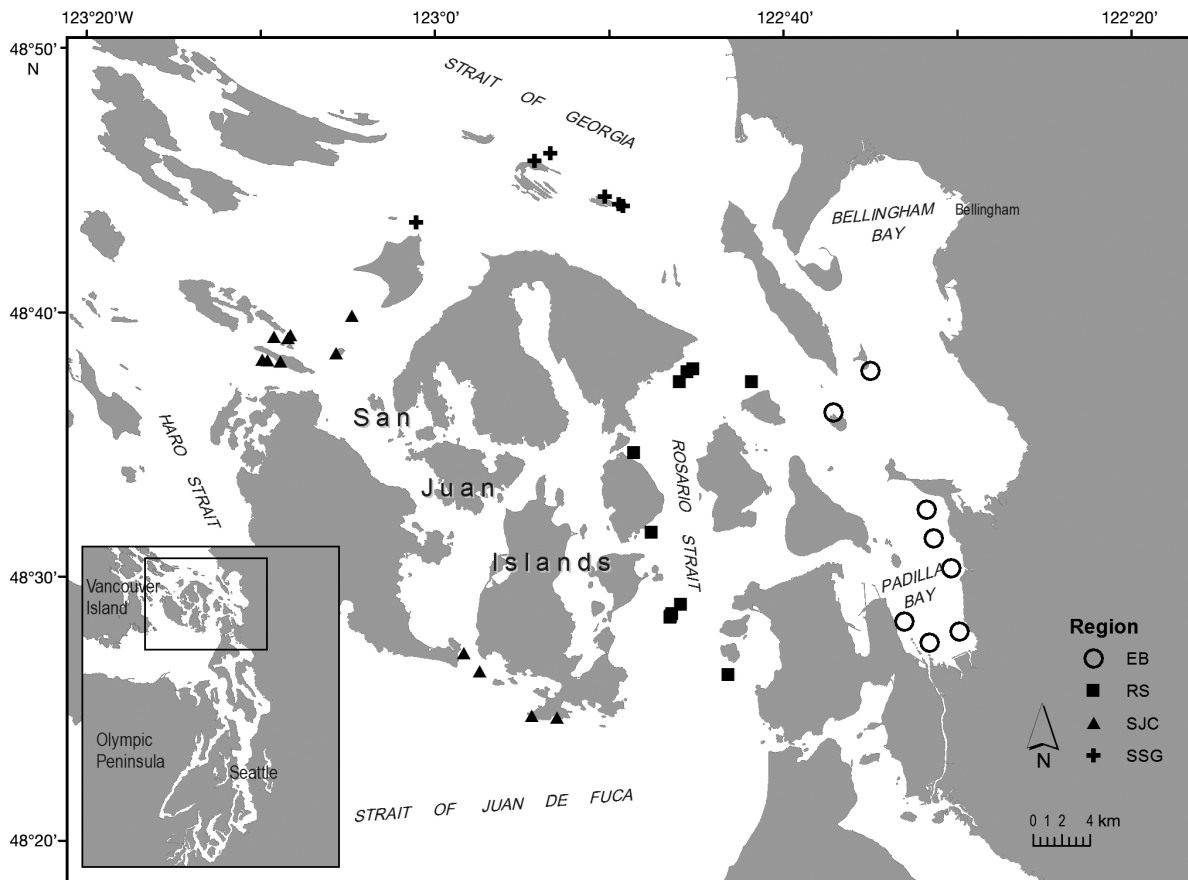 123°20'W 123°0' 122°40' 122°20'
48°50'
N
48°40'
48°30'
48°20'
STRAIT OF GEORGIA
BELLINGHAM
BAY
Bellingham
HARO STRAIT
San
Juan
Islands
ROSARIO STRAIT
PADILLA
BAY
STRAIT OF JUAN DE FUCA
Vancouver
Island
Olympic
Peninsula
Seattle
Region
EB
RS
SJC
SSG
N
0 1 2 4 km